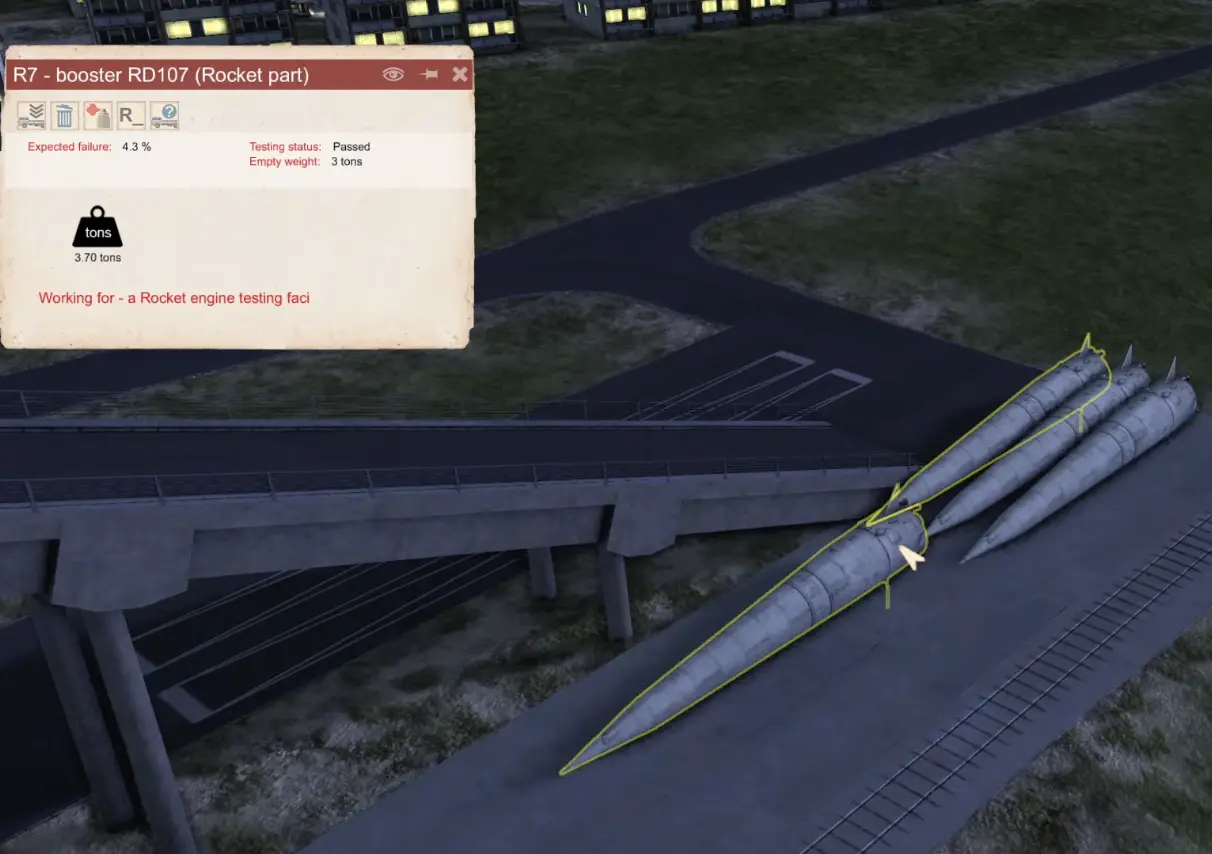 R7 - booster RD107 (Rocket part)
R_
?
Expected failure: 4.3 %
Testing status: Passed
Empty weight: 3 tons
tons
3.70 tons
Working for - a Rocket engine testing faci